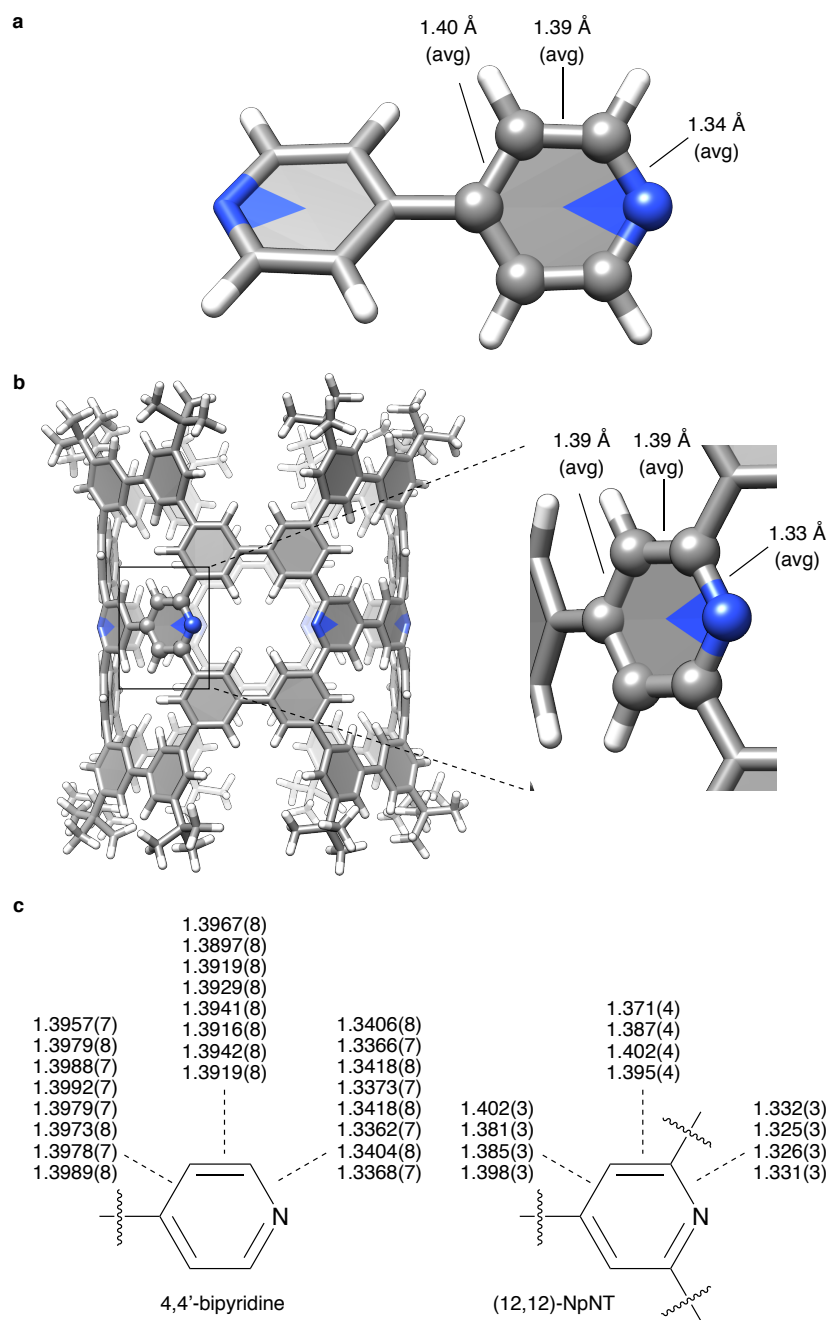 a
1.40 Å
(avg)
1.39 Å
(avg)
1.34 Å
(avg)
b
1.39 Å
(avg)
1.39 Å
(avg)
1.33 Å
(avg)
c
1.3957(7)
1.3979(8)
1.3988(7)
1.3992(7)
1.3979(7)
1.3973(8)
1.3978(7)
1.3989(8)
1.3967(8)
1.3897(8)
1.3919(8)
1.3929(8)
1.3941(8)
1.3916(8)
1.3942(8)
1.3919(8)
1.3406(8)
1.3366(7)
1.3418(8)
1.3373(7)
1.3418(8)
1.3362(7)
1.3404(8)
1.3368(7)
N
4,4’-bipyridine
1.402(3)
1.381(3)
1.385(3)
1.398(3)
1.371(4)
1.387(4)
1.402(4)
1.395(4)
1.332(3)
1.325(3)
1.326(3)
1.331(3)
N
(12,12)-NpNT